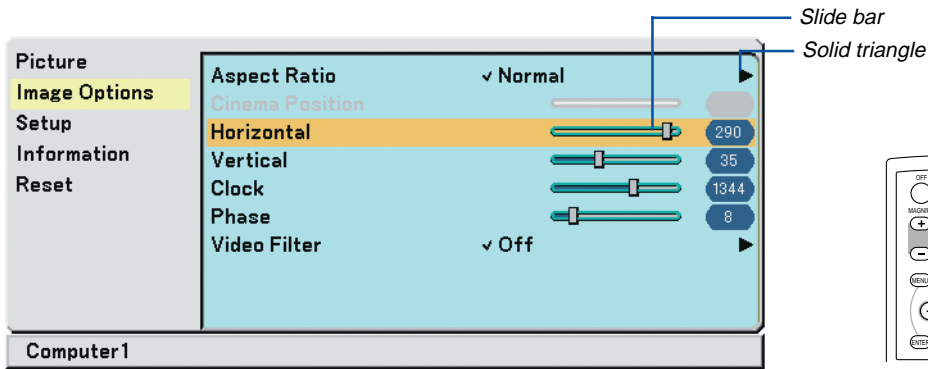 Slide bar
Solid triangle
Picture
Image Options
Setup
Information
Reset
Aspect Ratio ✓ Normal
Cinema Position
Horizontal 290
Vertical 35
Clock 1344
Phase 8
Video Filter ✓ Off
Computer1
OFF
+
−
MENU
ENTER